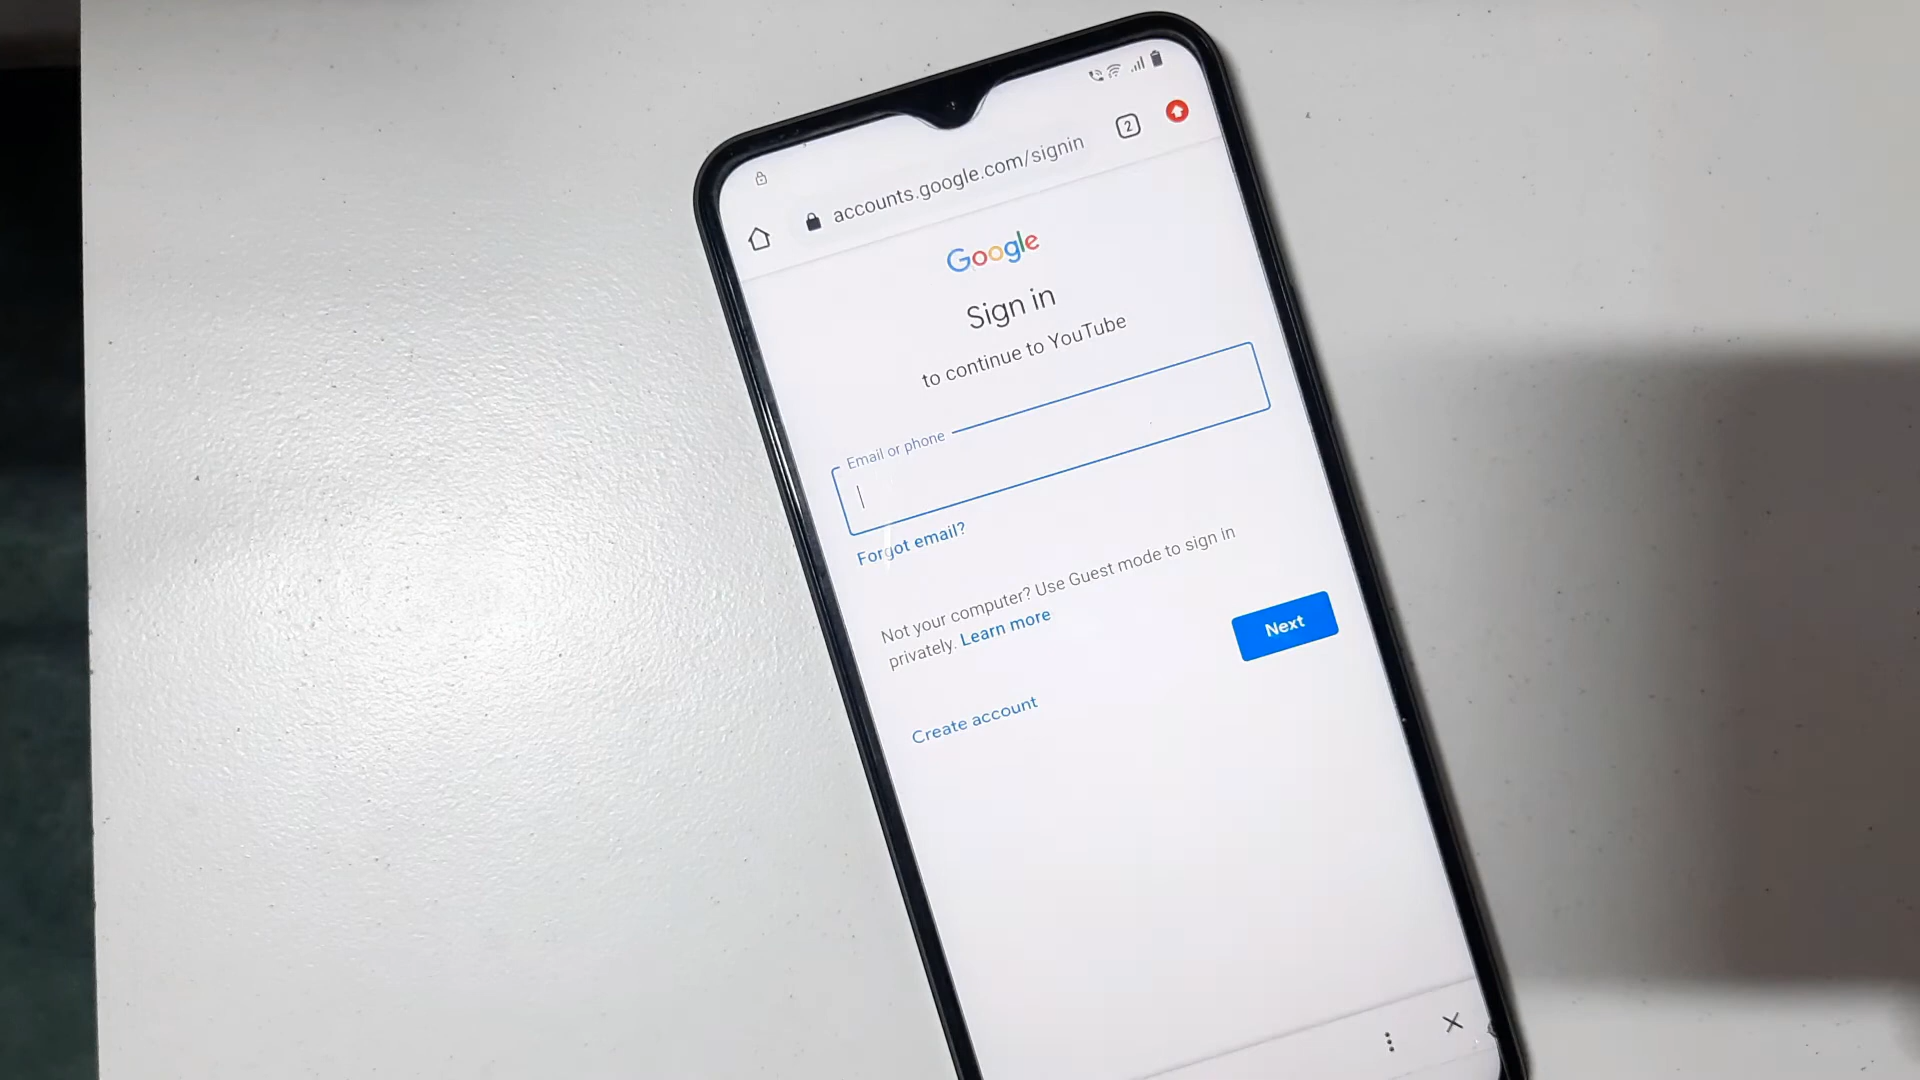 2
accounts.google.com/signin
Google
Sign in
to continue to YouTube
Email or phone
Forgot email?
Not your computer? Use Guest mode to sign in
privately. Learn more
Next
Create account